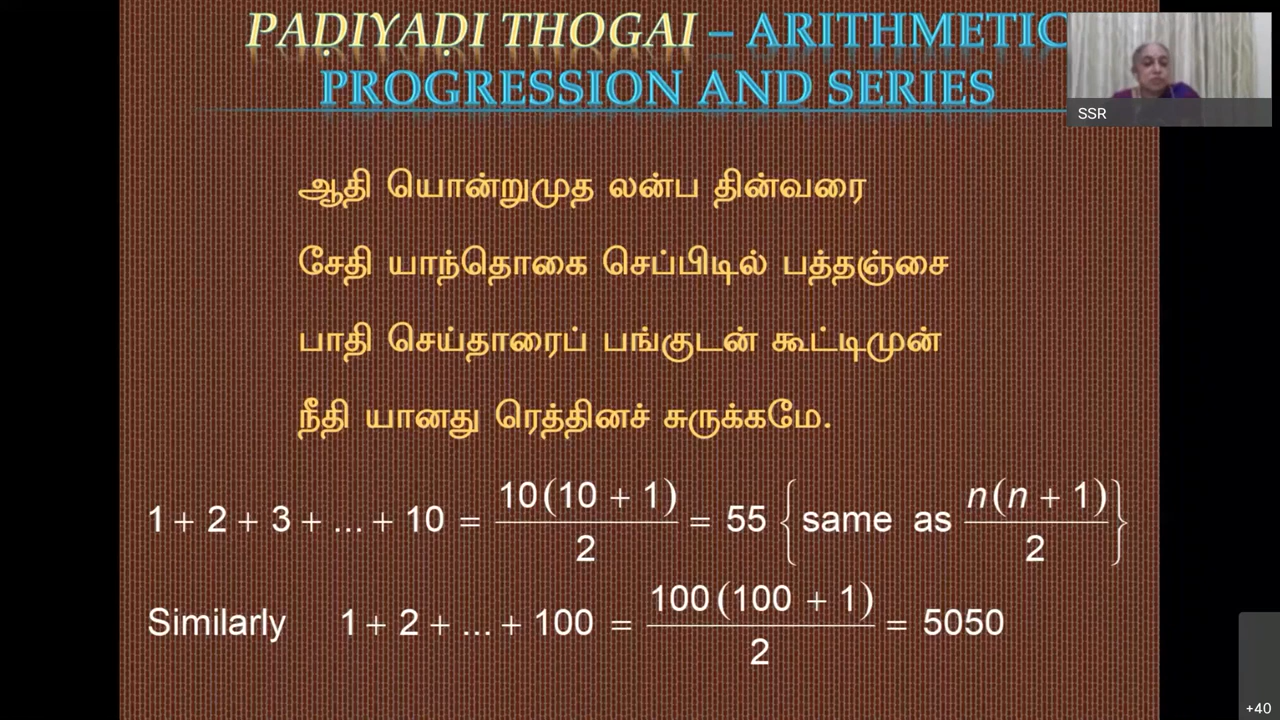 PAḌIYAḌI THOGAI – ARITHMETIC
PROGRESSION AND SERIES
SSR
ஆதி யொன்றுமுத லன்ப தின்வரை
சேதி யாந்தொகை செப்பிடில் பத்தஞ்சை
பாதி செய்தாரைப் பங்குடன் கூட்டிமுன்
நீதி யானது ரெத்தினச் சுருக்கமே.
1 + 2 + 3 + ... + 10 = 10(10 + 1)/2 = 55 {same as n(n + 1)/2}
Similarly 1 + 2 + ... + 100 = 100(100 + 1)/2 = 5050
+40